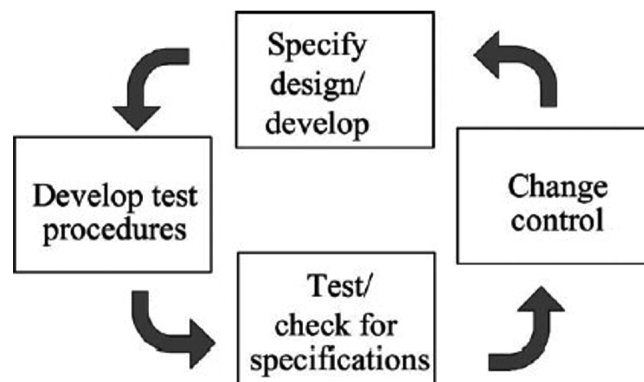 Specify
design/
develop
Develop test
procedures
Test/
check for
specifications
Change
control